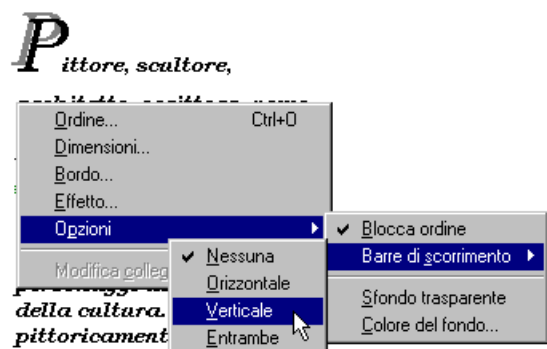 Pittore, scultore,
Ordine... Ctrl+O
Dimensioni...
Bordo...
Effetto...
Opzioni
Modifica colleg
Blocca ordine
Barre di scorrimento
Sfondo trasparente
Colore del fondo...
Nessuna
Orizzontale
Verticale
Entrambe
della cultura.
pittoricament